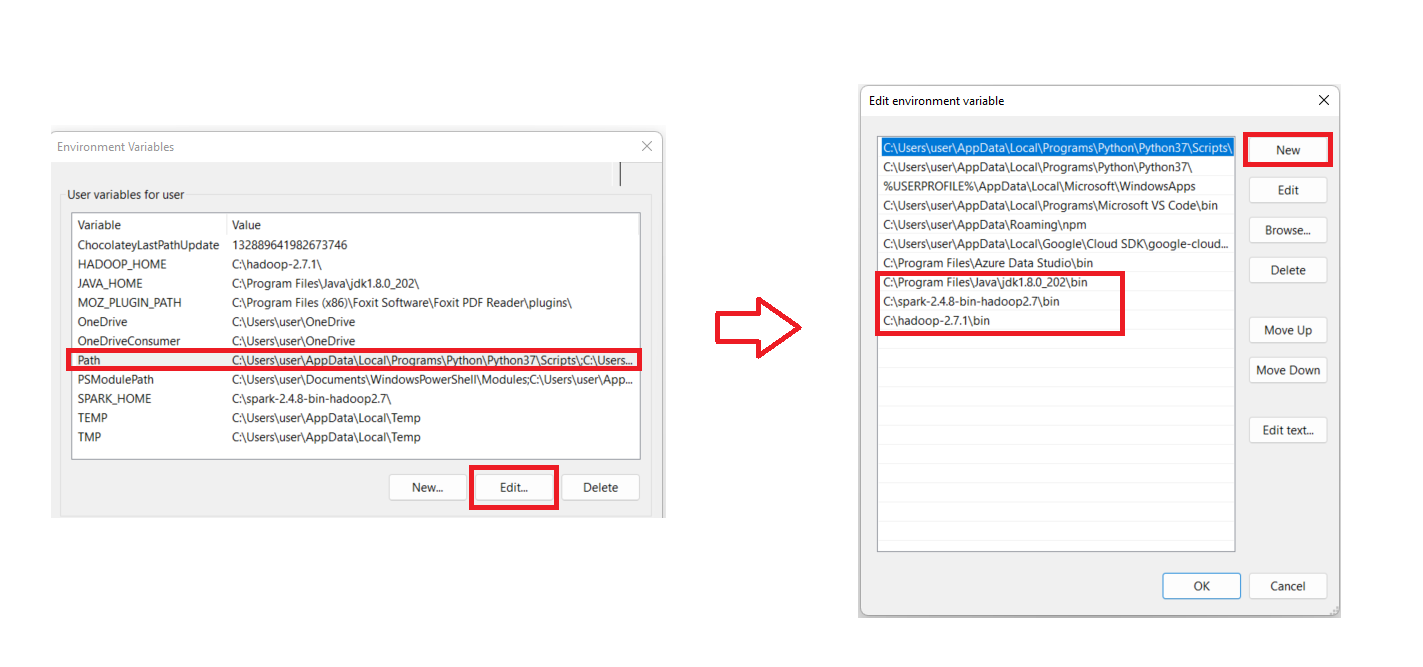 Environment Variables
User variables for user
Variable Value
ChocolateyLastPathUpdate 132889641982673746
HADOOP_HOME C:\hadoop-2.7.1\
JAVA_HOME C:\Program Files\Java\jdk1.8.0_202\
MOZ_PLUGIN_PATH C:\Program Files (x86)\Foxit Software\Foxit PDF Reader\plugins\
OneDrive C:\Users\user\OneDrive
OneDriveConsumer C:\Users\user\OneDrive
Path C:\Users\user\AppData\Local\Programs\Python\Python37\Scripts\;C:\Users...
PSModulePath C:\Users\user\Documents\WindowsPowerShell\Modules;C:\Users\user\App...
SPARK_HOME C:\spark-2.4.8-bin-hadoop2.7\
TEMP C:\Users\user\AppData\Local\Temp
TMP C:\Users\user\AppData\Local\Temp
New... Edit... Delete
Edit environment variable
C:\Users\user\AppData\Local\Programs\Python\Python37\Scripts\
C:\Users\user\AppData\Local\Programs\Python\Python37\
%USERPROFILE%\AppData\Local\Microsoft\WindowsApps
C:\Users\user\AppData\Local\Programs\Microsoft VS Code\bin
C:\Users\user\AppData\Roaming\npm
C:\Users\user\AppData\Local\Google\Cloud SDK\google-cloud...
C:\Program Files\Azure Data Studio\bin
C:\Program Files\Java\jdk1.8.0_202\bin
C:\spark-2.4.8-bin-hadoop2.7\bin
C:\hadoop-2.7.1\bin
New
Edit
Browse...
Delete
Move Up
Move Down
Edit text...
OK Cancel